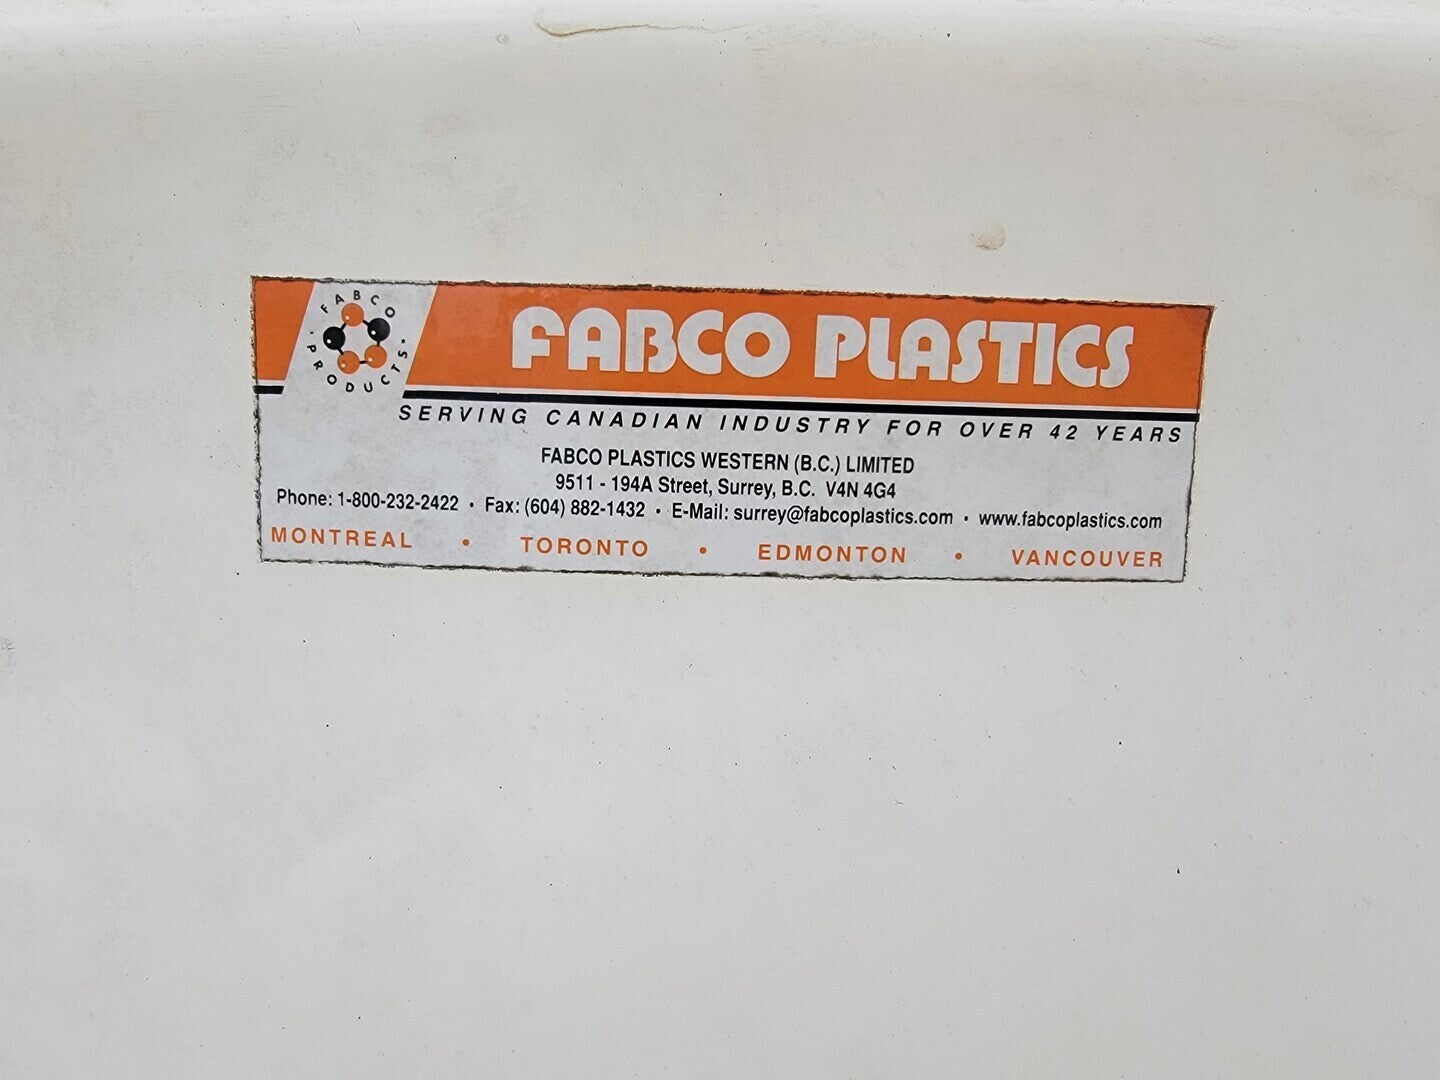 FABCO
PRODUCTS
FABCO PLASTICS
SERVING CANADIAN INDUSTRY FOR OVER 42 YEARS
FABCO PLASTICS WESTERN (B.C.) LIMITED
9511 - 194A Street, Surrey, B.C. V4N 4G4
Phone: 1-800-232-2422 • Fax: (604) 882-1432 • E-Mail: surrey@fabcoplastics.com • www.fabcoplastics.com
MONTREAL • TORONTO • EDMONTON • VANCOUVER